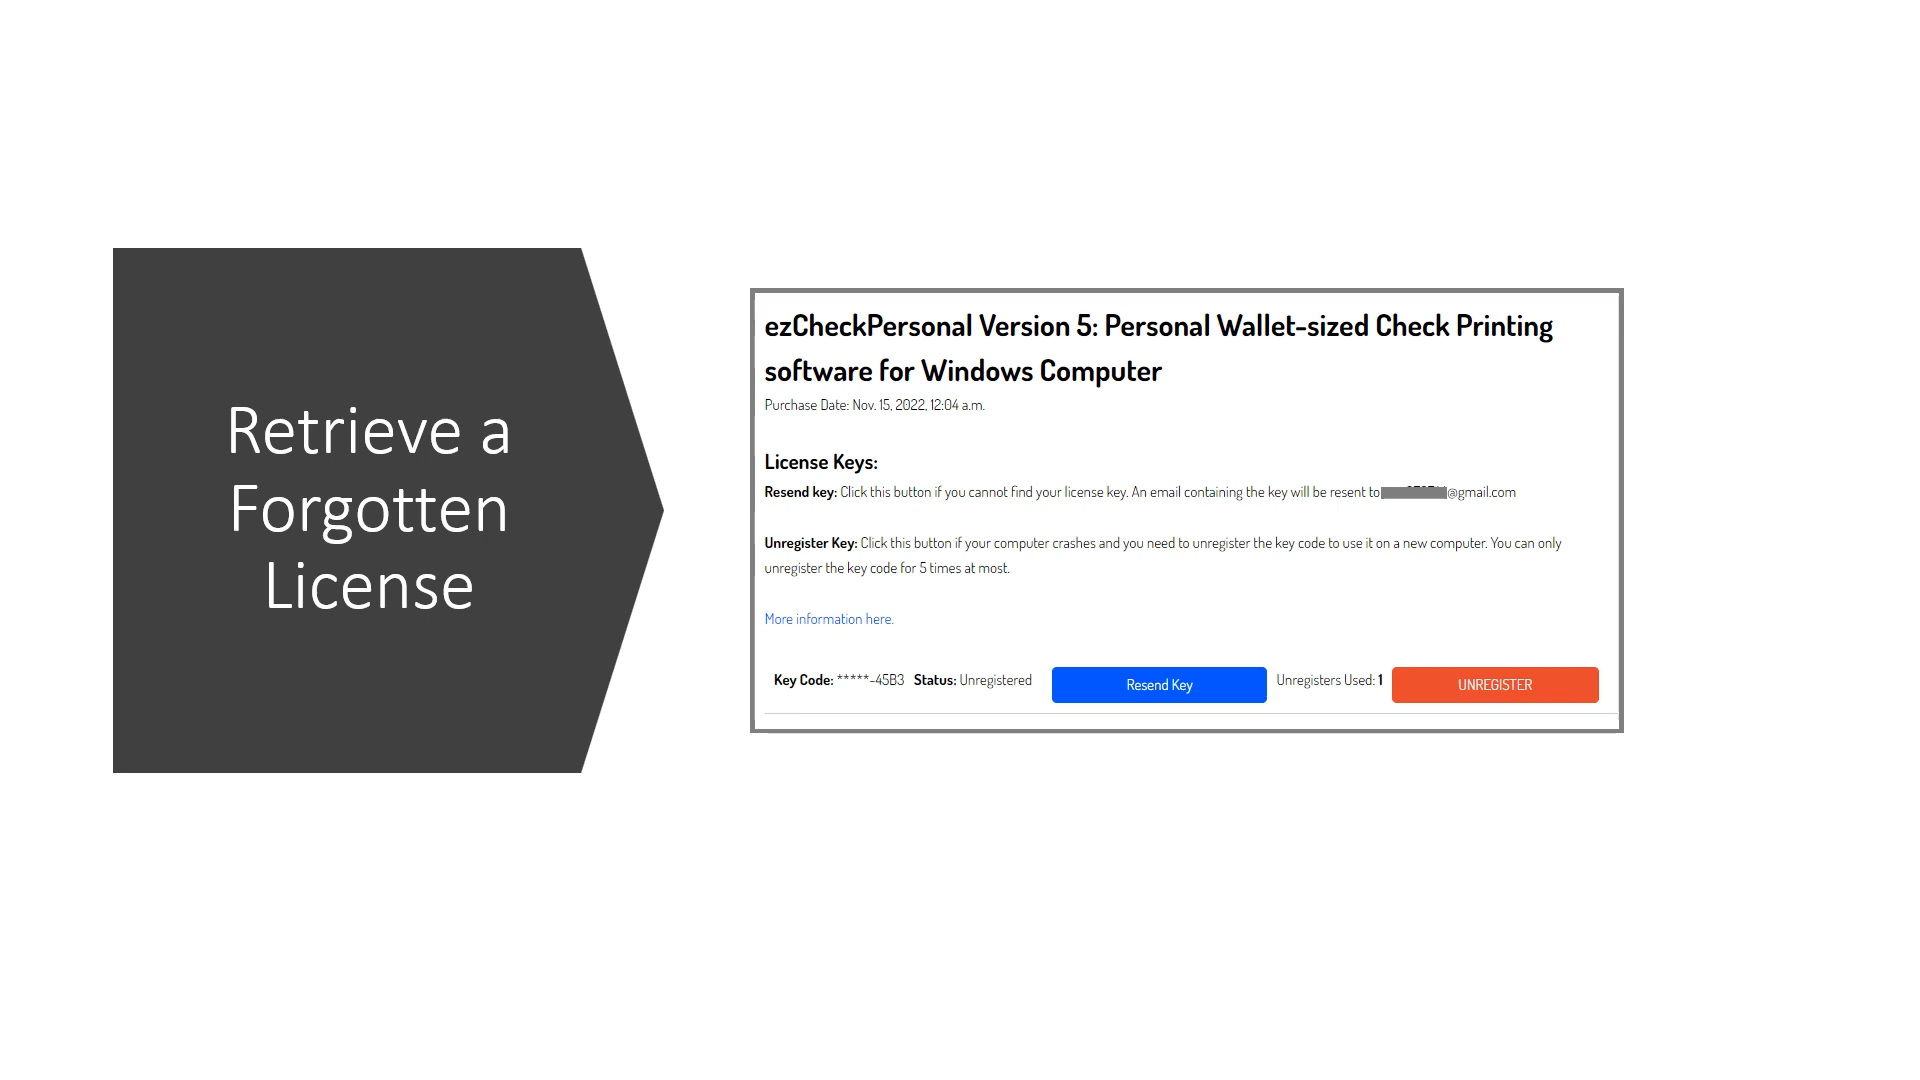 Retrieve a
Forgotten
License
ezCheckPersonal Version 5: Personal Wallet-sized Check Printing
software for Windows Computer
Purchase Date: Nov. 15, 2022, 12:04 a.m.
License Keys:
Resend key: Click this button if you cannot find your license key. An email containing the key will be resent to @gmail.com
Unregister Key: Click this button if your computer crashes and you need to unregister the key code to use it on a new computer. You can only
unregister the key code for 5 times at most.
More information here.
Key Code: *****-45B3 Status: Unregistered Resend Key Unregisters Used: 1 UNREGISTER